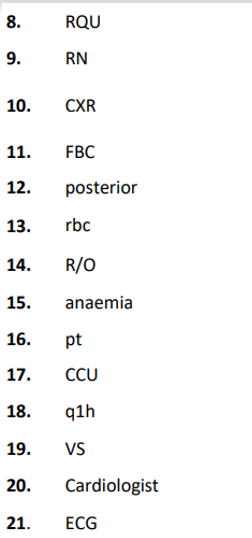 8. RQU
9. RN
10. CXR
11. FBC
12. posterior
13. rbc
14. R/O
15. anaemia
16. pt
17. CCU
18. q1h
19. VS
20. Cardiologist
21. ECG